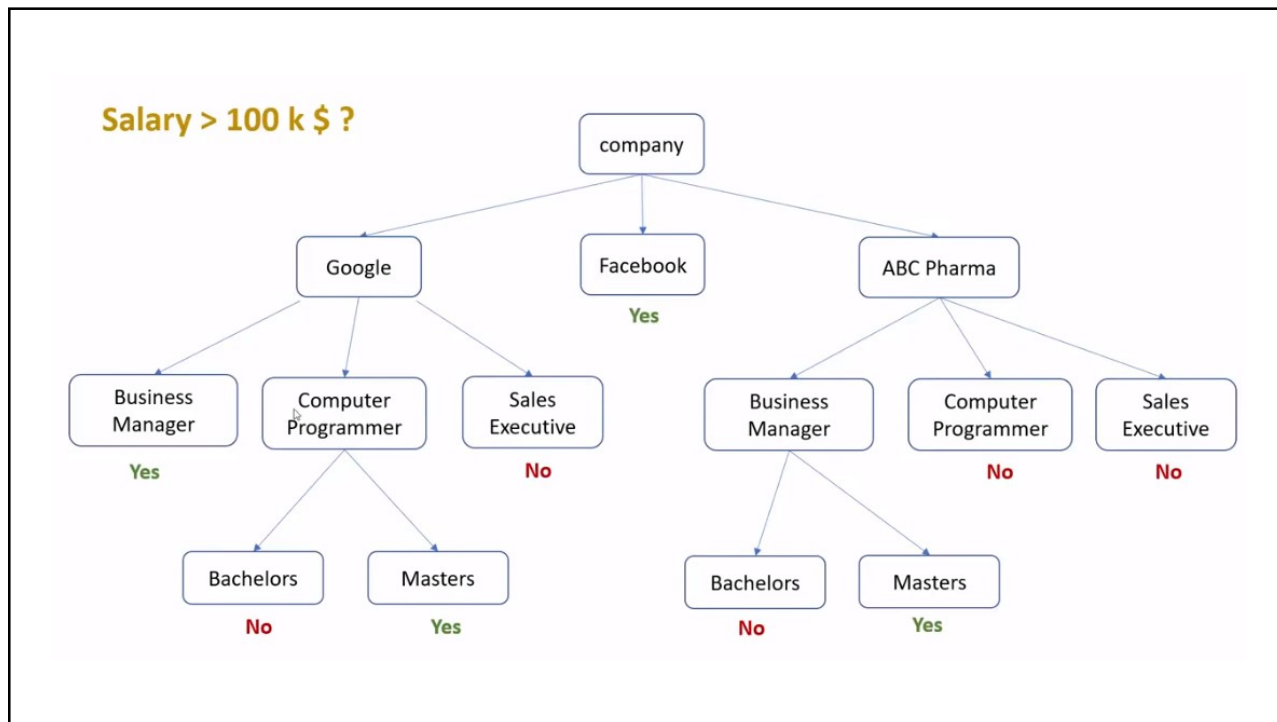 Salary > 100 k $ ?
company
Google
Facebook
ABC Pharma
Yes
Business
Manager
Computer
Programmer
Sales
Executive
Business
Manager
Computer
Programmer
Sales
Executive
Yes
No
No
No
Bachelors
Masters
Bachelors
Masters
No
Yes
No
Yes